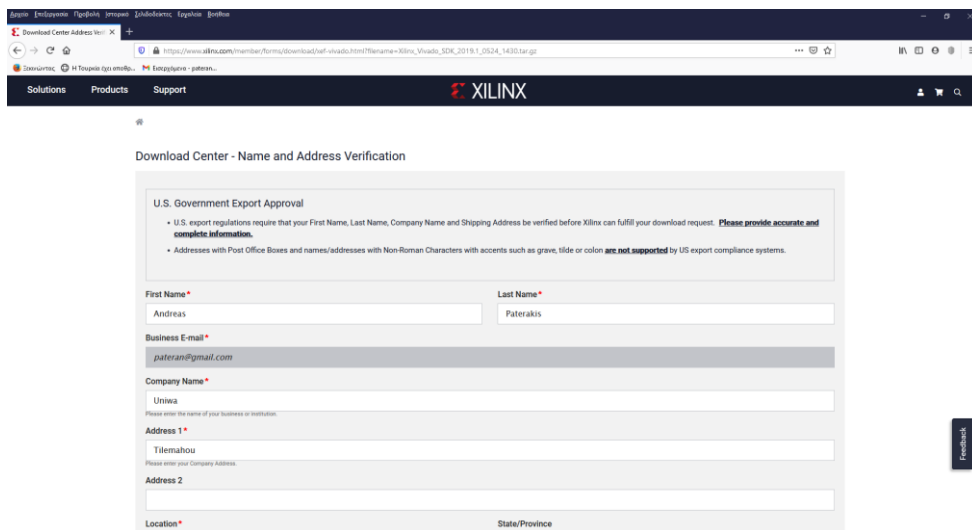 Αρχείο Επεξεργασία Προβολή Ιστορικό Σελιδοδείκτες Εργαλεία Βοήθεια
Download Center Address Veri
https://www.xilinx.com/member/forms/download/xef-vivado.html?filename=Xilinx_Vivado_SDK_2019.1_0524_1430.tar.gz
Ξεκινώντας Η Τουρκία έχει αποθρ... Εισερχόμενα - pateran...
Solutions Products Support XILINX
Download Center - Name and Address Verification
U.S. Government Export Approval
• U.S. export regulations require that your First Name, Last Name, Company Name and Shipping Address be verified before Xilinx can fulfill your download request. Please provide accurate and
complete information.
• Addresses with Post Office Boxes and names/addresses with Non-Roman Characters with accents such as grave, tilde or colon are not supported by US export compliance systems.
First Name * Last Name *
Andreas Paterakis
Business E-mail *
pateran@gmail.com
Company Name *
Uniwa
Please enter the name of your business or institution.
Address 1 *
Tilemahou
Please enter your Company Address.
Feedback
Address 2
Location * State/Province